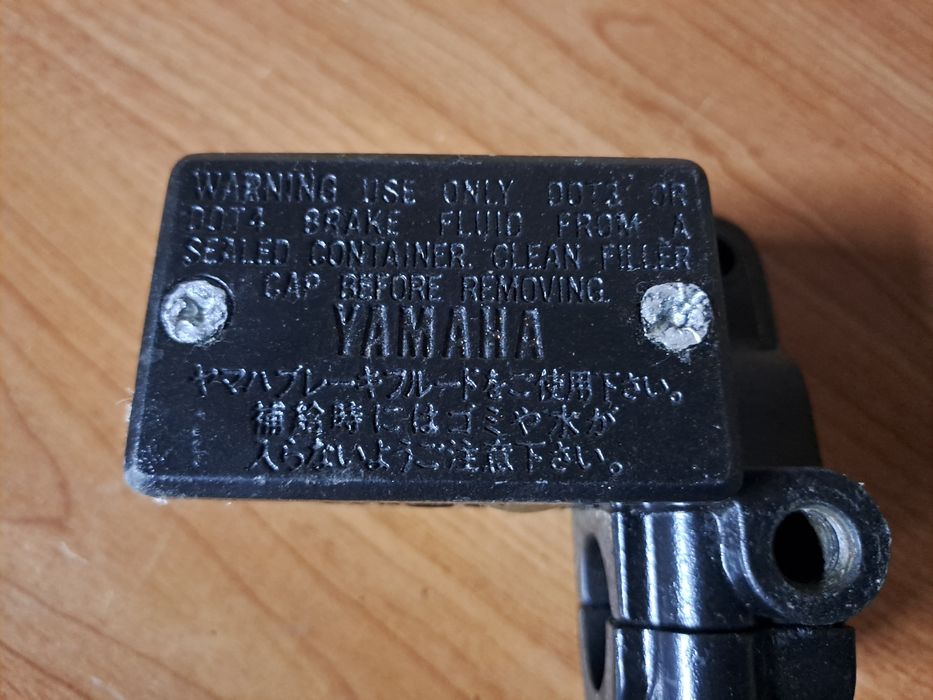 WARNING USE ONLY DOT3 OR
DOT4 BRAKE FLUID FROM A
SEALED CONTAINER. CLEAN FILLER
CAP BEFORE REMOVING.
YAMAHA
ヤマハブレーキフルードをご使用下さい。
補給時にはゴミや水が
入らないようご注意下さい。